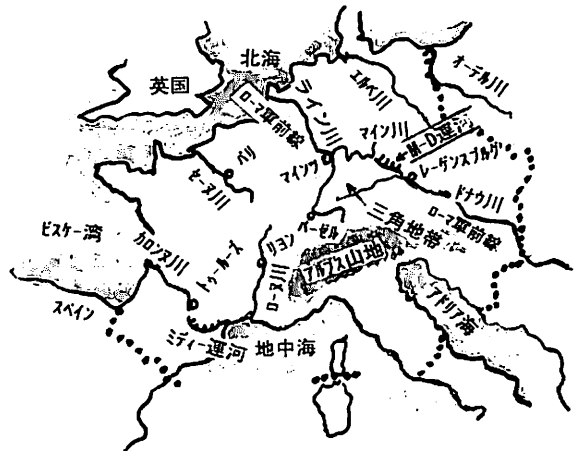 北海
英国
オーデル川
エルベ川
ライン川
ローマ軍前線
マイン川
M-D運河
レーゲンスブルグ
パリ
セーヌ川
マインツ
ドナウ川
三角地帯
ローマ軍前線
バーゼル
ビスケー湾
カロンヌ川
トゥールーズ
リヨン
ローヌ川
アルプス山地
アドリア海
スペイン
ミディー運河
地中海